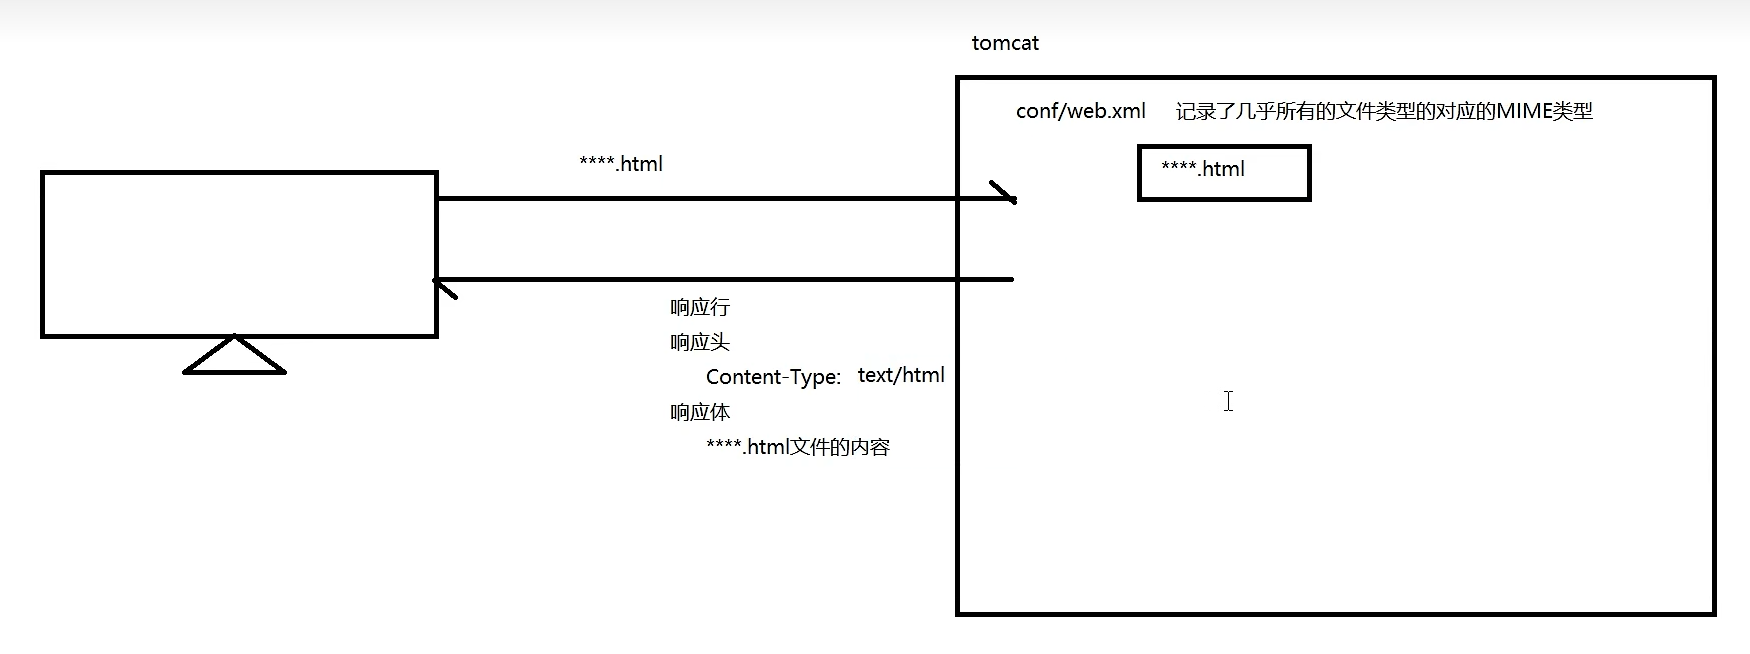 tomcat
conf/web.xml 记录了几乎所有的文件类型的对应的MIME类型
****.html
****.html
响应行
响应头
Content-Type: text/html
响应体
****.html文件的内容